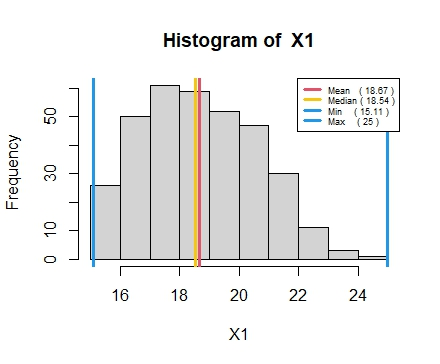 Histogram of X1
Mean ( 18.67 )
Median ( 18.54 )
Min ( 15.11 )
Max ( 25 )
Frequency
50
30
0
16 18 20 22 24
X1